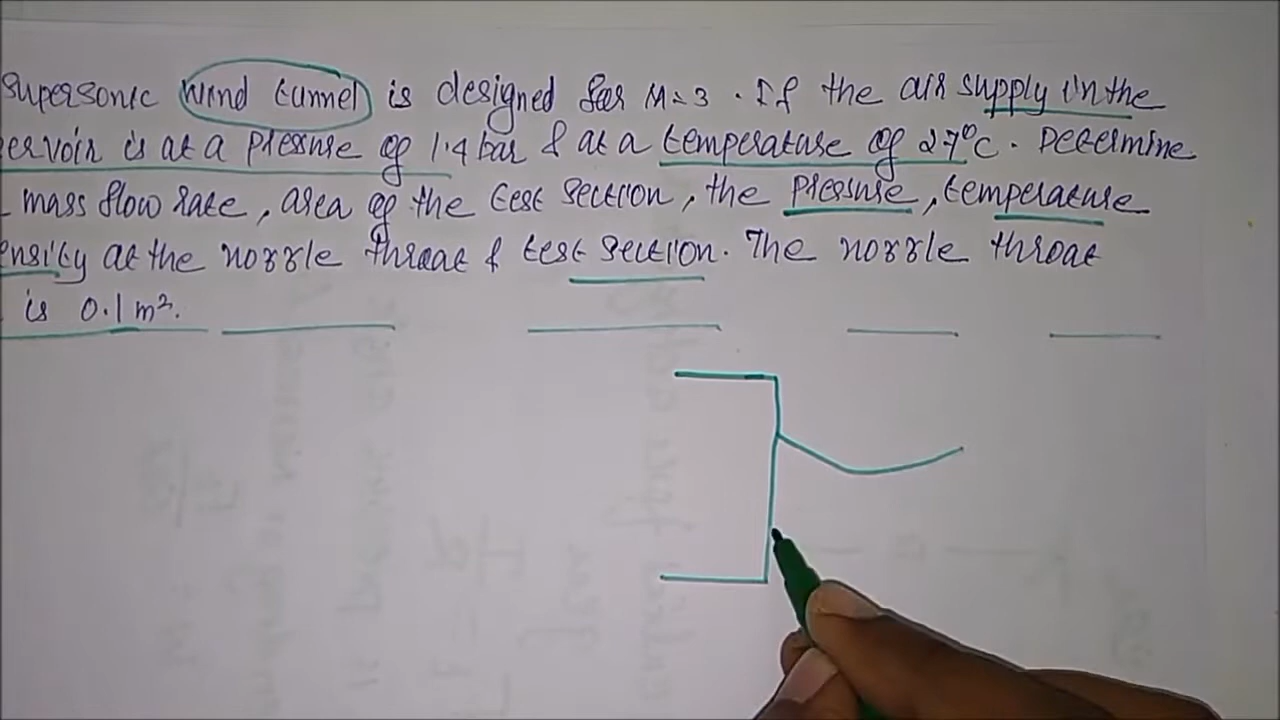 supersonic wind tunnel is designed for M = 3 . If the air supply in the
ervoir is at a pressure of 1.4 bar & at a temperature of 27°C . Determine
mass flow rate , area of the test section , the pressure , temperature
ensity at the nozzle throat & test section . The nozzle throat
is 0.1 m².